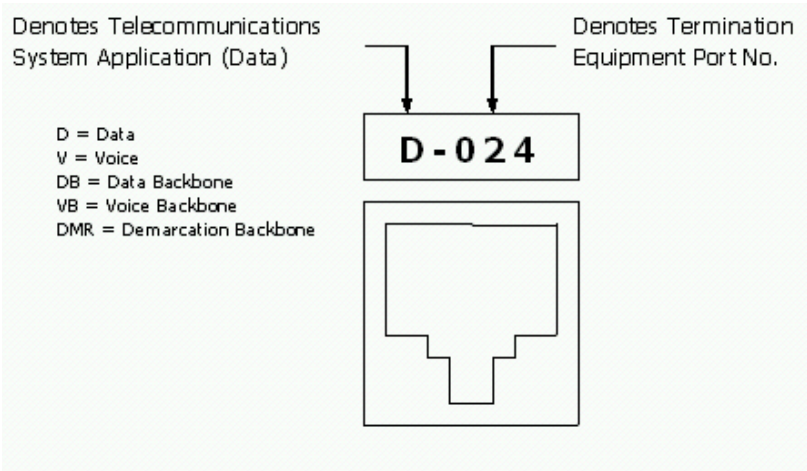 Denotes Telecommunications
System Application (Data)
Denotes Termination
Equipment Port No.
D = Data
V = Voice
DB = Data Backbone
VB = Voice Backbone
DMR = Demarcation Backbone
D-024